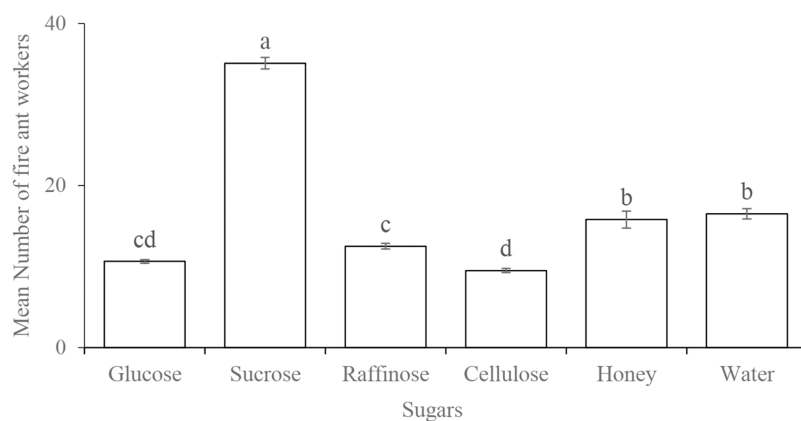 40
20
0
Mean Number of fire ant workers
cd
a
c
d
b
b
Glucose
Sucrose
Raffinose
Cellulose
Honey
Water
Sugars